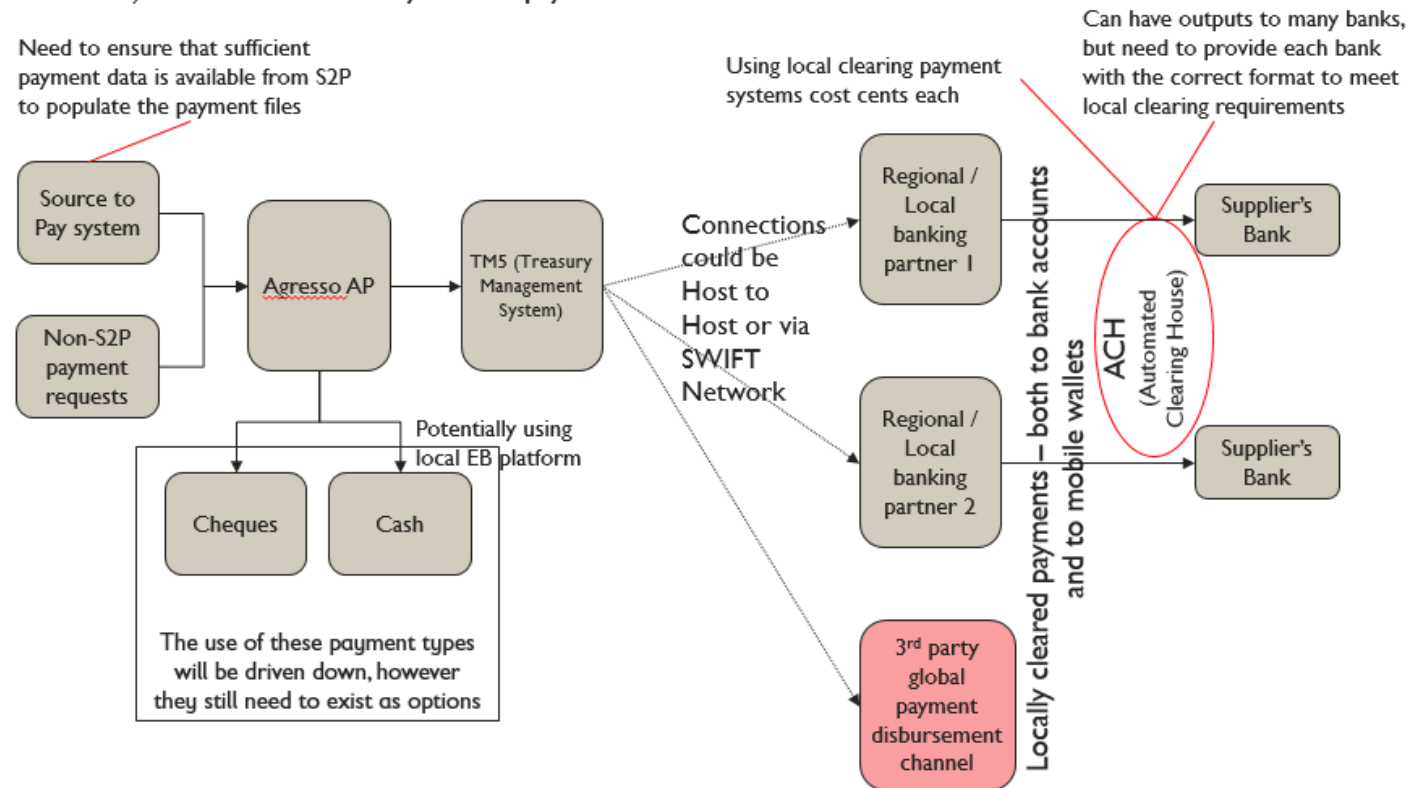 Need to ensure that sufficient
payment data is available from S2P
to populate the payment files
Source to
Pay system
Non-S2P
payment
requests
Agresso AP
TM5 (Treasury
Management
System)
Potentially using
local EB platform
Cheques
Cash
The use of these payment types
will be driven down, however
they still need to exist as options
Connections
could be
Host to
Host or via
SWIFT
Network
Using local clearing payment
systems cost cents each
Can have outputs to many banks,
but need to provide each bank
with the correct format to meet
local clearing requirements
Regional /
Local
banking
partner 1
Regional /
Local
banking
partner 2
3rd party
global
payment
disbursement
channel
Locally cleared payments – both to bank accounts
and to mobile wallets
ACH
(Automated
Clearing House)
Supplier's
Bank
Supplier's
Bank